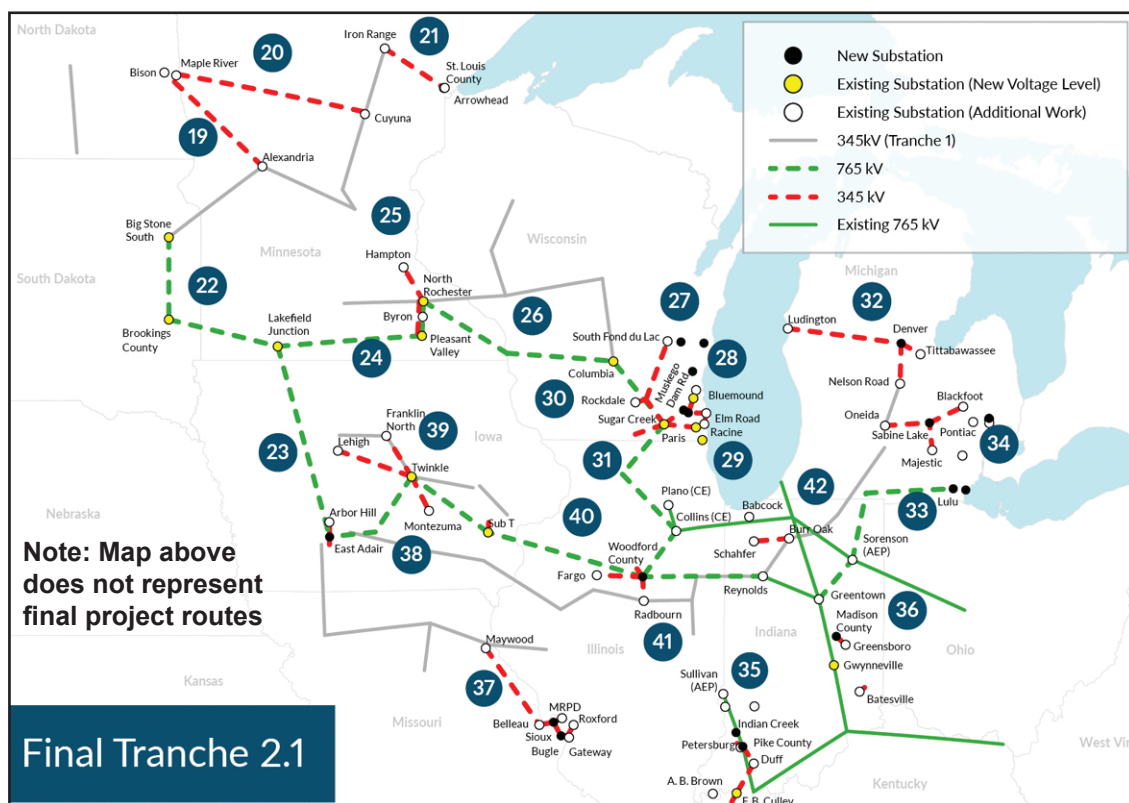 North Dakota
20
Iron Range
21
Bison
Maple River
St. Louis
County
Arrowhead
Cuyuna
19
Alexandria
New Substation
Existing Substation (New Voltage Level)
Existing Substation (Additional Work)
345kV (Tranche 1)
765 kV
345 kV
Existing 765 kV
Big Stone
South
25
Minnesota
Wisconsin
Michigan
South Dakota
22
Hampton
North
Rochester
Byron
Pleasant
Valley
Brookings
County
Lakefield
Junction
24
26
27
South Fond du Lac
28
Columbia
32
Ludington
Denver
Tittabawassee
Nelson Road
30
Rockdale
Muskego
Dam Rd
Bluemound
Sugar Creek
Elm Road
Paris
Racine
29
Oneida
Blackfoot
Sabine Lake
Pontiac
34
Majestic
Franklin
North
39
Iowa
Lehigh
Twinkle
23
31
42
Plano (CE)
Babcock
Collins (CE)
33
Lulu
Nebraska
Arbor Hill
Montezuma
Sub T
40
East Adair
38
Burr Oak
Schahfer
Sorenson
(AEP)
Note: Map above
does not represent
final project routes
Woodford
County
Fargo
Reynolds
Greentown
36
Radbourn
41
Madison
County
Greensboro
Indiana
Ohio
Maywood
Illinois
Gwynneville
Kansas
37
Sullivan
(AEP)
35
Batesville
Missouri
MRPD
Belleau
Roxford
Sioux
Bugle
Gateway
Indian Creek
Petersburg
Pike County
Duff
West Vir
Final Tranche 2.1
A. B. Brown
Kentucky
F.B. Culley